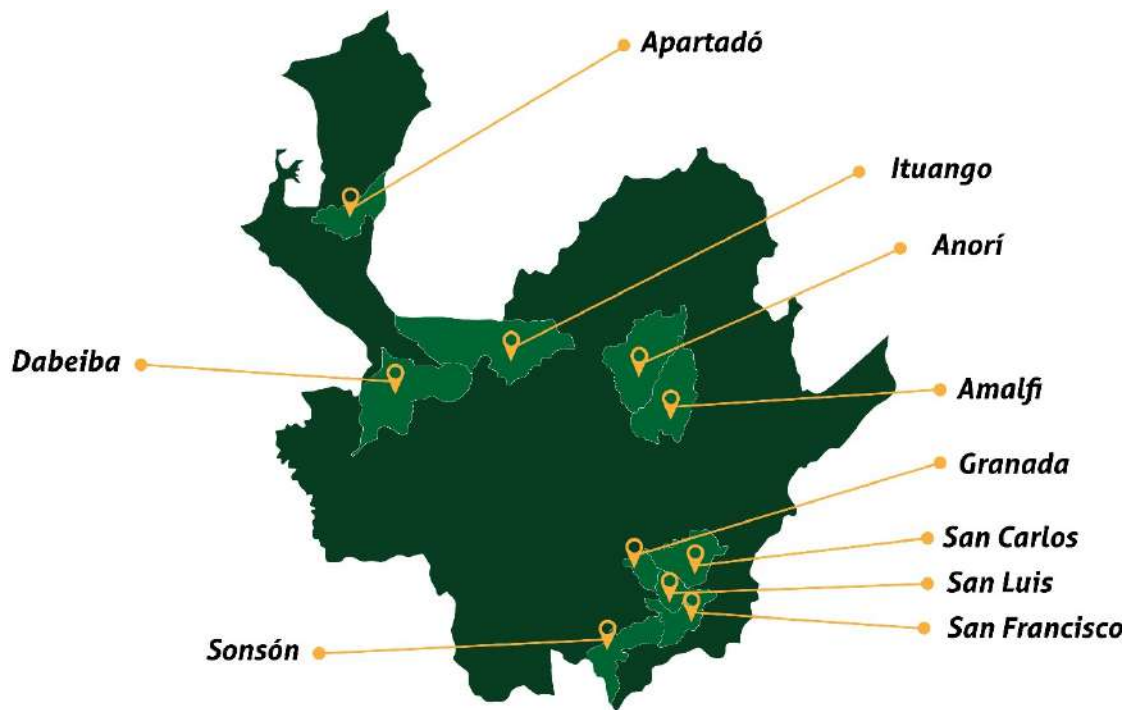 Apartadó
Ituango
Anorí
Dabeiba
Amalfi
Granada
San Carlos
San Luis
San Francisco
Sonsón